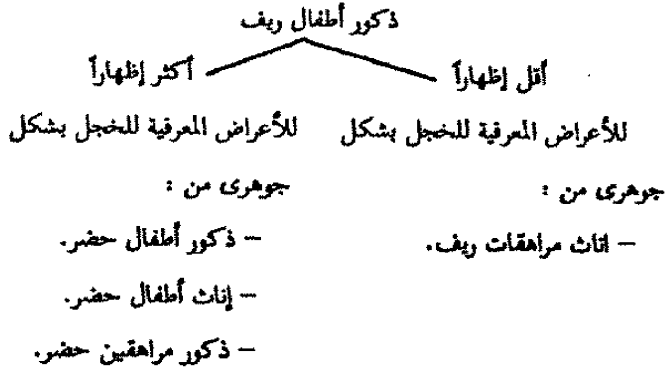 ذكور أطفال ريف
أقل إظهاراً
للأعراض المعرفية للخجل بشكل
جوهرى من :
– اناث مراهقات ريف.
أكثر إظهاراً
للأعراض المعرفية للخجل بشكل
جوهرى من :
– ذكور أطفال حضر.
– إناث أطفال حضر.
– ذكور مراهقين حضر.